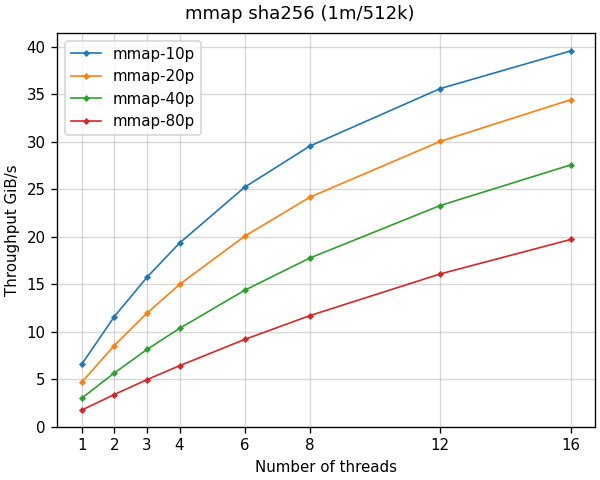 mmap sha256 (1m/512k)
mmap-10p
mmap-20p
mmap-40p
mmap-80p
Throughput GiB/s
40
35
30
25
20
15
10
5
0
1 2 3 4 6 8 12 16
Number of threads